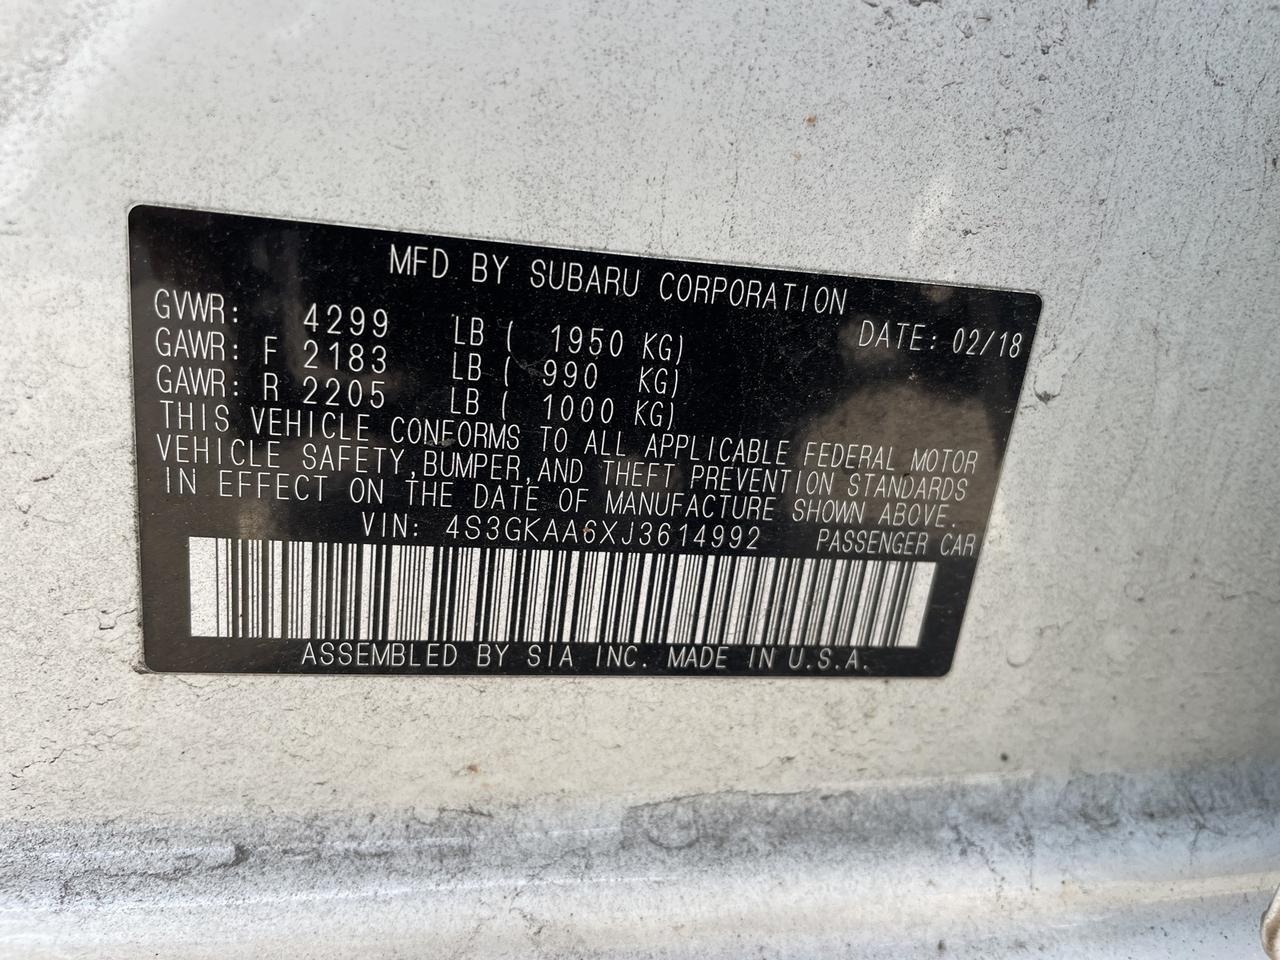 MFD BY SUBARU CORPORATION
GVWR: 4299 LB ( 1950 KG) DATE: 02/18
GAWR: F 2183 LB ( 990 KG)
GAWR: R 2205 LB ( 1000 KG)
THIS VEHICLE CONFORMS TO ALL APPLICABLE FEDERAL MOTOR
VEHICLE SAFETY,BUMPER,AND THEFT PREVENTION STANDARDS
IN EFFECT ON THE DATE OF MANUFACTURE SHOWN ABOVE.
VIN: 4S3GKAA6XJ3614992 PASSENGER CAR
ASSEMBLED BY SIA INC. MADE IN U.S.A.